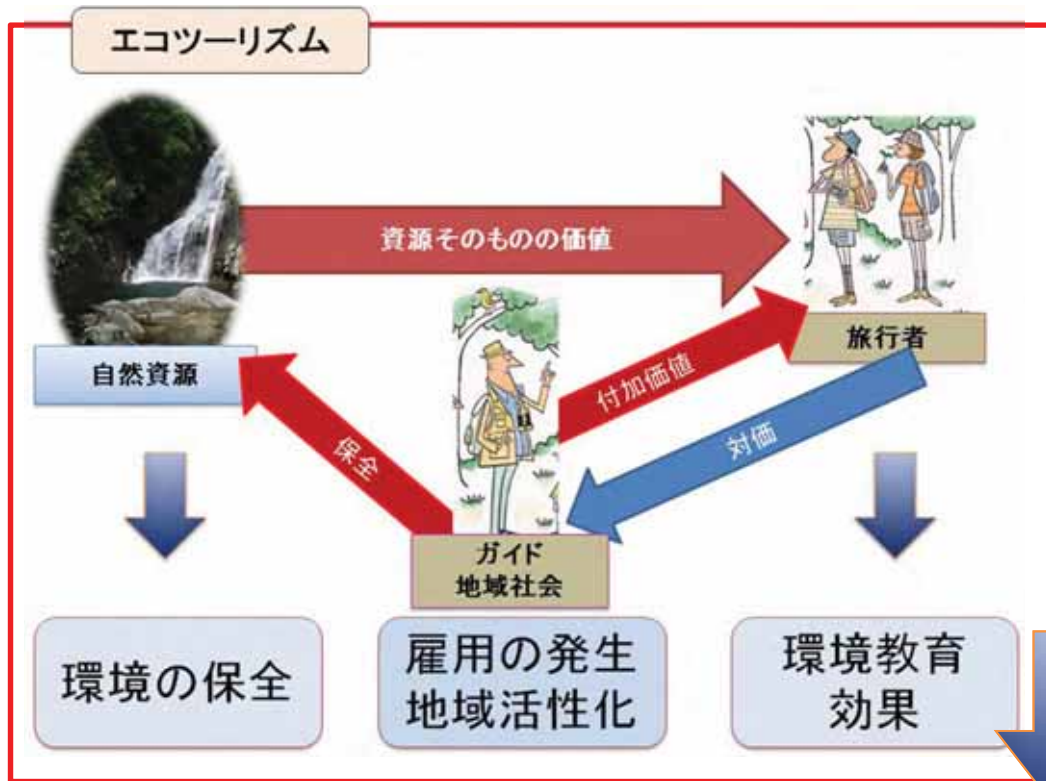 エコツーリズム
資源そのものの価値
自然資源
旅行者
付加価値
対価
保全
ガイド
地域社会
環境の保全
雇用の発生
地域活性化
環境教育
効果